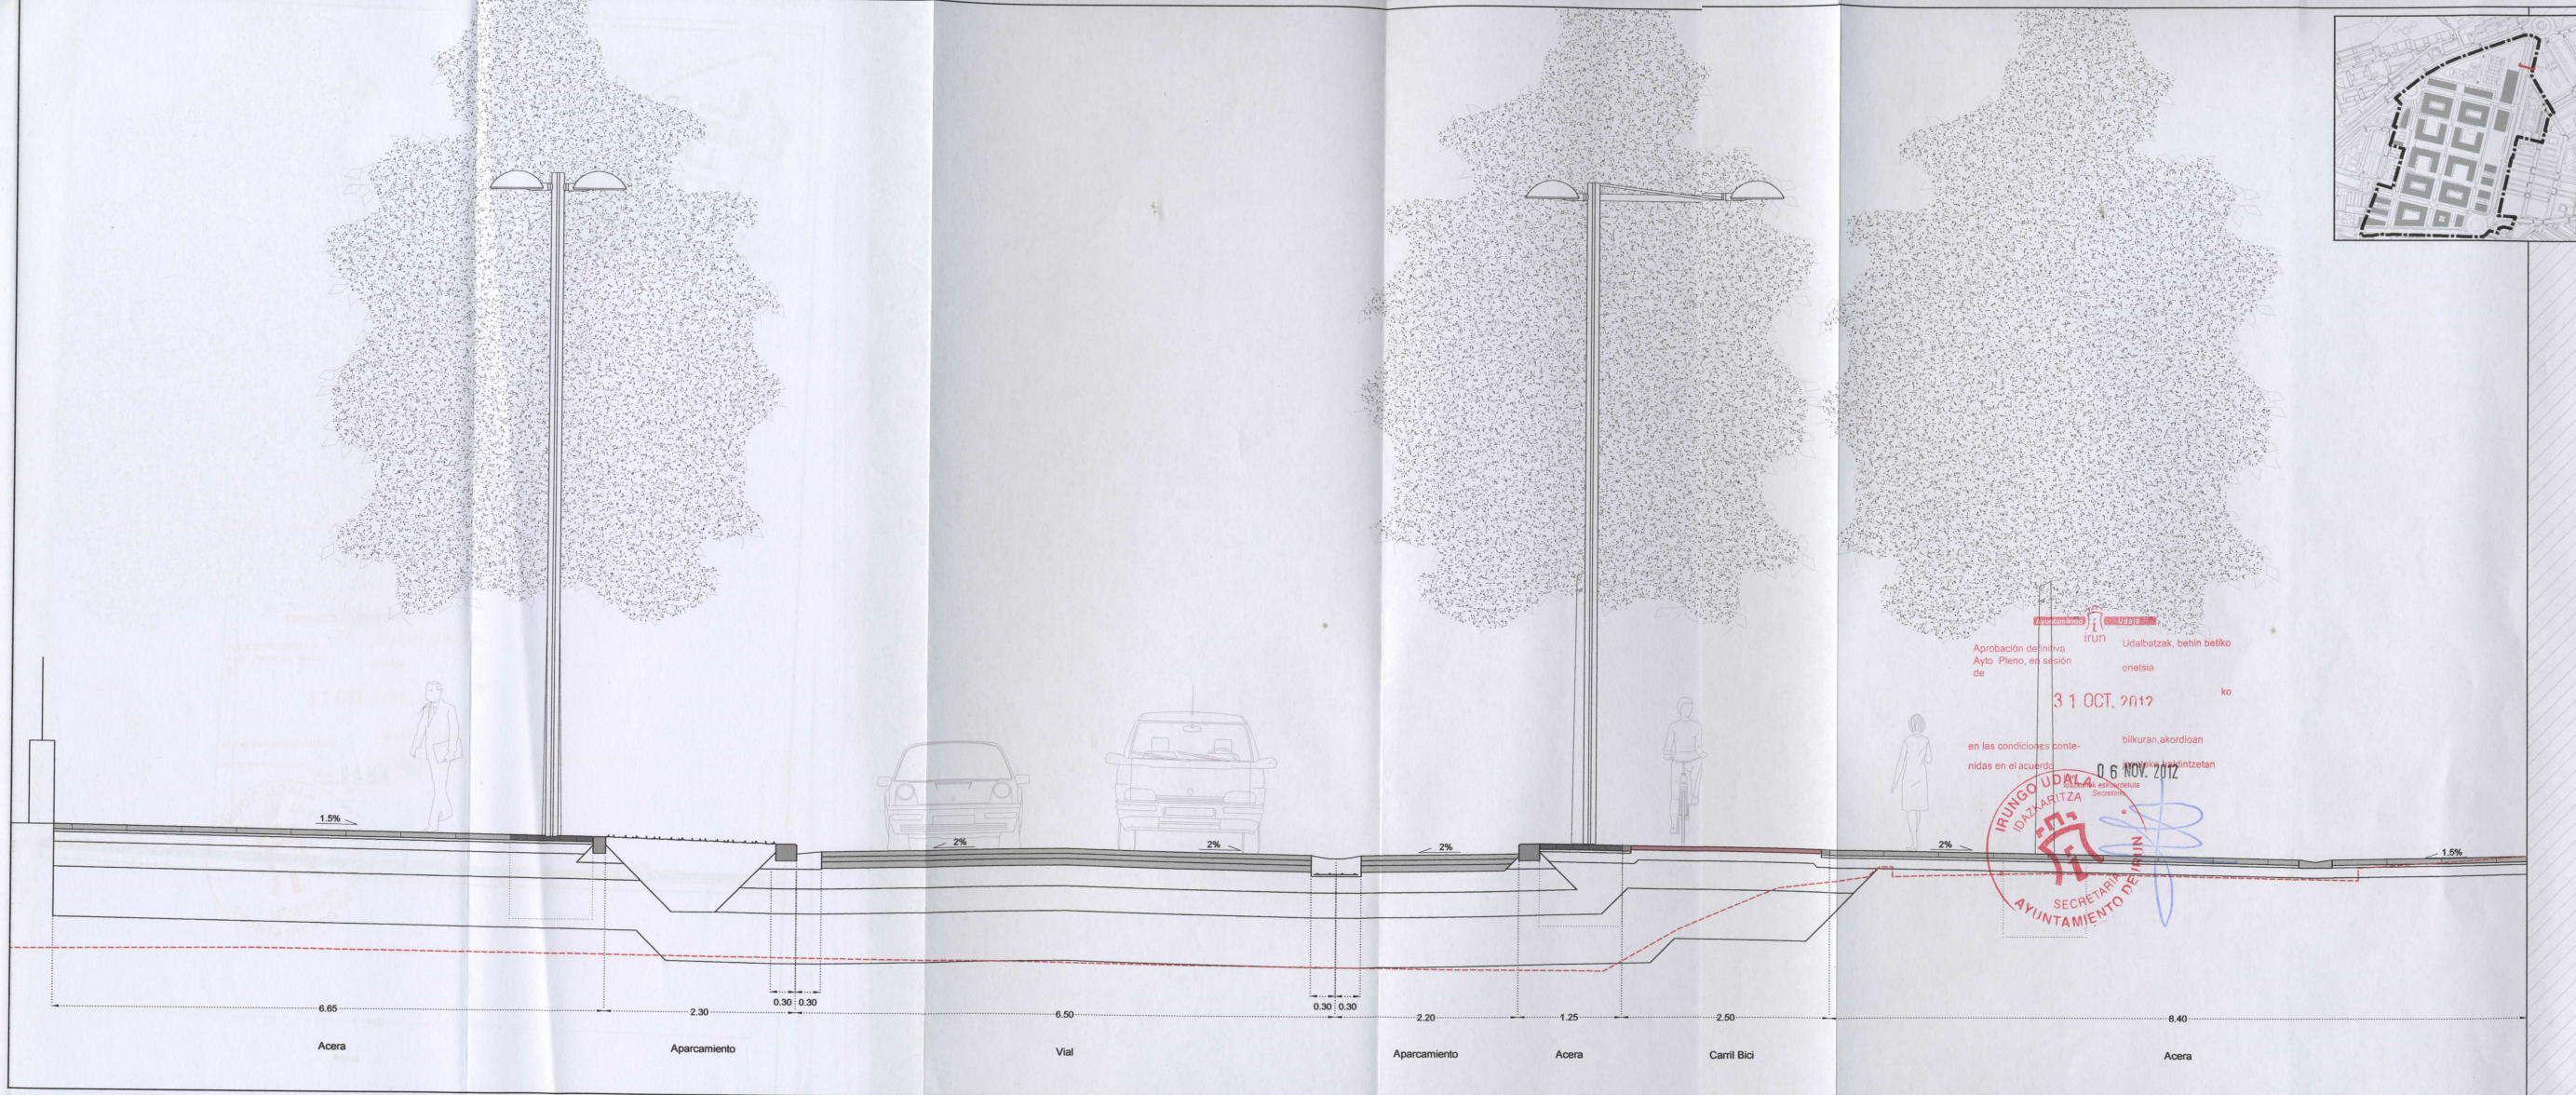 Ayuntamiento Udala
irun
Aprobación definitiva
Ayto Pleno, en sesión
de
Udalbatzak, behin betiko
onetsia
ko
31 OCT. 2012
en las condiciones conte-
nidas en el acuerdo
bilkuran, akordioan
baldintzetan
06 NOV. 2012
IRUNGO UDALA
IDAZKARITZA
SECRETARIA
AYUNTAMIENTO DE IRUN
1.5%
2%
2%
2%
2%
1.5%
0.30 0.30
0.30 0.30
6.65
2.30
6.50
2.20
1.25
2.50
8.40
Acera
Aparcamiento
Vial
Aparcamiento
Acera
Carril Bici
Acera